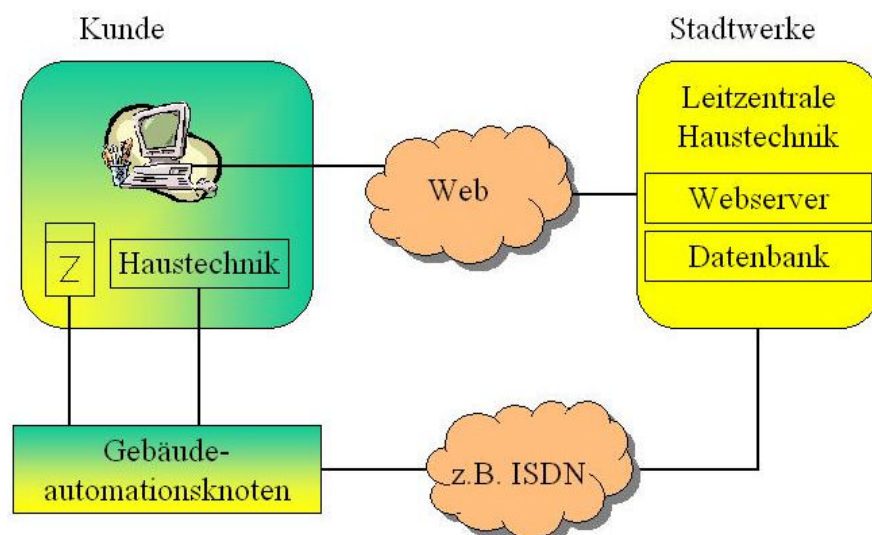 Kunde
Stadtwerke
Leitzentrale
Haustechnik
Web
Webserver
Datenbank
Z
Haustechnik
Gebäude-
automationsknoten
z.B. ISDN